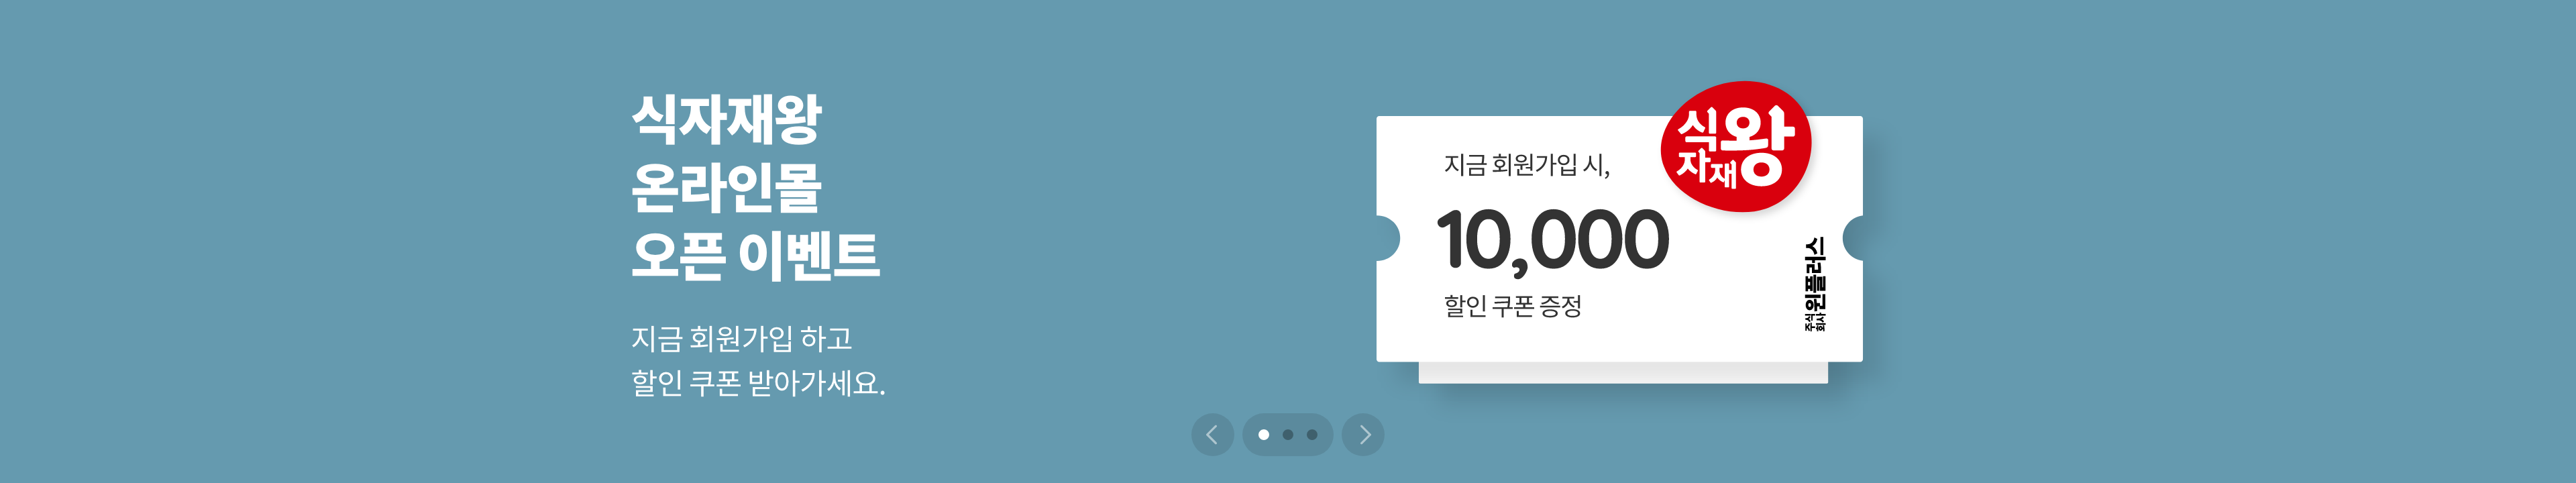 식자재왕
온라인몰
오픈 이벤트
지금 회원가입 하고
할인 쿠폰 받아가세요.
지금 회원가입 시,
10,000
할인 쿠폰 증정
식자재왕
주식회사 원플러스